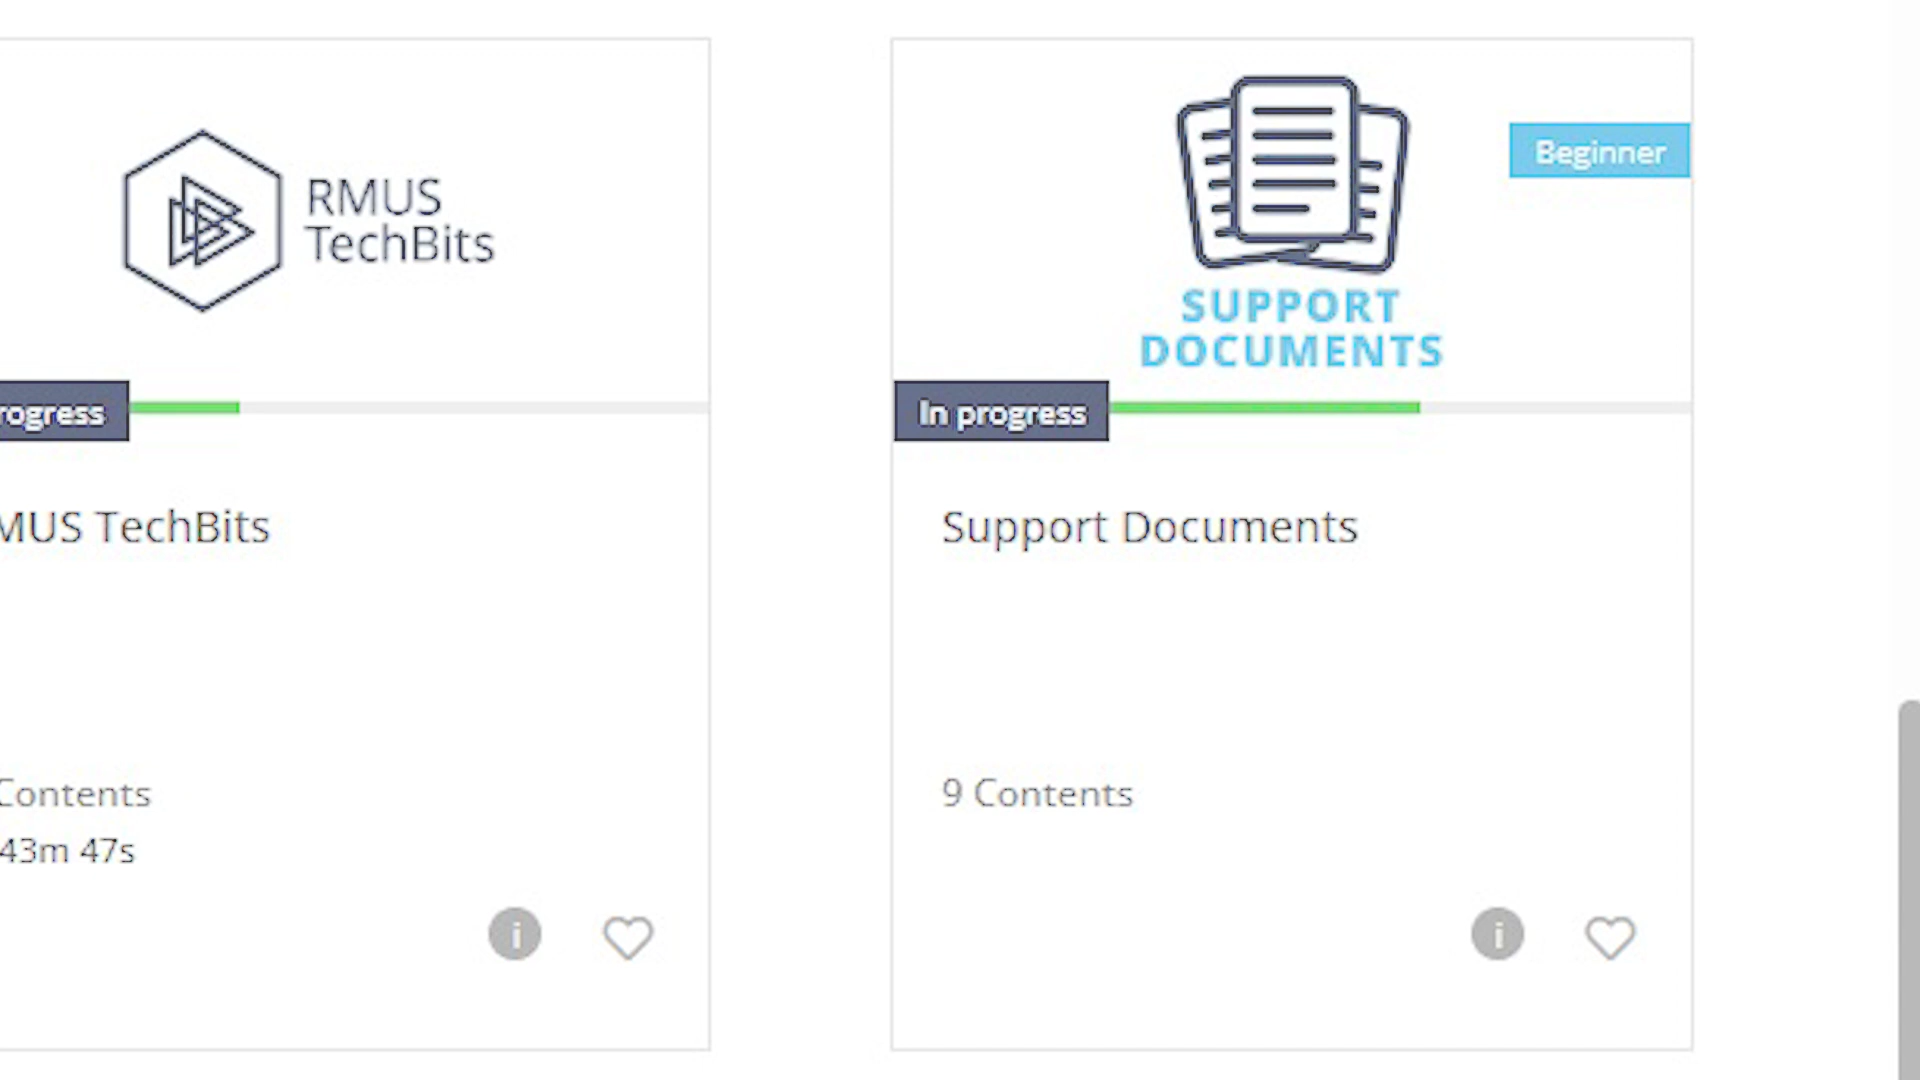 RMUS
TechBits
rogress
MUS TechBits
Contents
43m 47s
Beginner
SUPPORT
DOCUMENTS
In progress
Support Documents
9 Contents